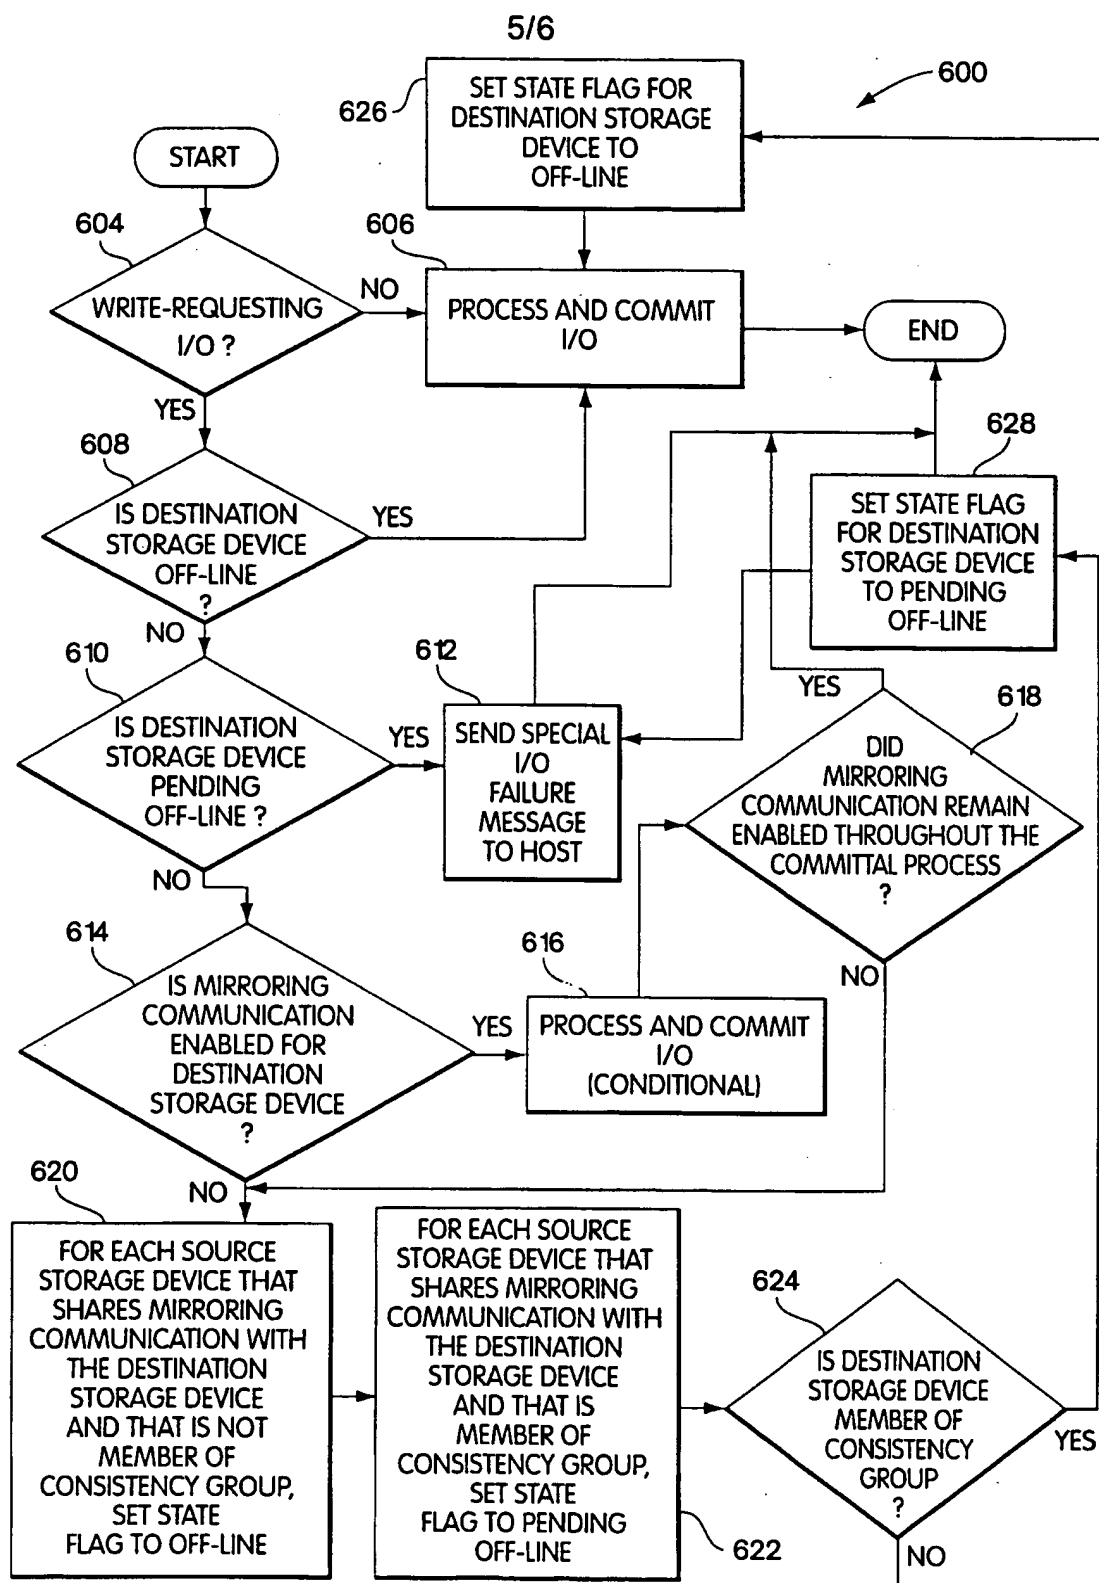 5/6
600
626
SET STATE FLAG FOR
DESTINATION STORAGE
DEVICE TO
OFF-LINE
START
604
WRITE-REQUESTING
I/O ?
NO
YES
606
PROCESS AND COMMIT
I/O
END
608
IS DESTINATION
STORAGE DEVICE
OFF-LINE
?
YES
NO
628
SET STATE FLAG
FOR DESTINATION
STORAGE DEVICE
TO PENDING
OFF-LINE
610
IS DESTINATION
STORAGE DEVICE
PENDING
OFF-LINE ?
YES
NO
612
SEND SPECIAL
I/O
FAILURE
MESSAGE
TO HOST
YES
618
DID
MIRRORING
COMMUNICATION REMAIN
ENABLED THROUGHOUT THE
COMMITTAL PROCESS
?
NO
614
IS MIRRORING
COMMUNICATION
ENABLED FOR
DESTINATION
STORAGE DEVICE
?
YES
NO
616
PROCESS AND COMMIT
I/O
(CONDITIONAL)
620
FOR EACH SOURCE
STORAGE DEVICE THAT
SHARES MIRRORING
COMMUNICATION WITH
THE DESTINATION
STORAGE DEVICE
AND THAT IS NOT
MEMBER OF
CONSISTENCY GROUP,
SET STATE
FLAG TO OFF-LINE
FOR EACH SOURCE
STORAGE DEVICE THAT
SHARES MIRRORING
COMMUNICATION WITH
THE DESTINATION
STORAGE DEVICE
AND THAT IS
MEMBER OF
CONSISTENCY GROUP,
SET STATE
FLAG TO PENDING
OFF-LINE
622
624
IS DESTINATION
STORAGE DEVICE
MEMBER OF
CONSISTENCY
GROUP
?
YES
NO